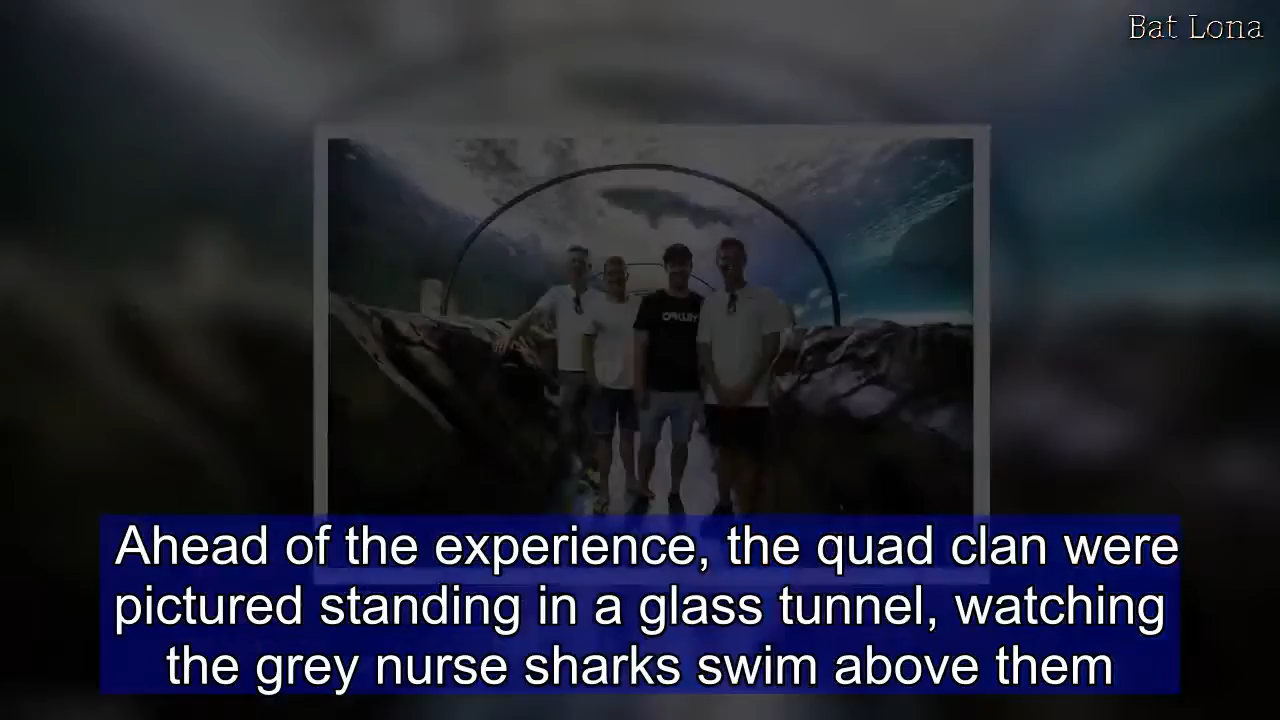 Bat Lona
OAKLEY
Ahead of the experience, the quad clan were
pictured standing in a glass tunnel, watching
the grey nurse sharks swim above them